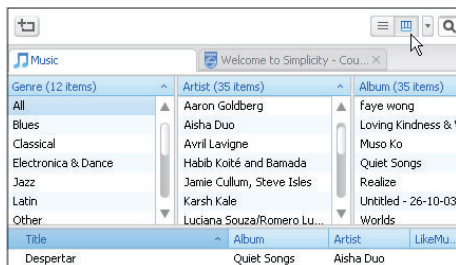 Music
Welcome to Simplicity - Cou...
Genre (12 items)
Artist (35 items)
Album (35 items)
All
Aaron Goldberg
faye wong
Blues
Aisha Duo
Loving Kindness &
Classical
Avril Lavigne
Muso Ko
Electronica & Dance
Habib Koité and Bamada
Quiet Songs
Jazz
Jamie Cullum, Steve Isles
Realize
Latin
Karsh Kale
Untitled - 26-10-03
Other
Luciana Souza/Romero Lu...
Worlds
Title
Album
Artist
LikeMu...
Despertar
Quiet Songs
Aisha Duo